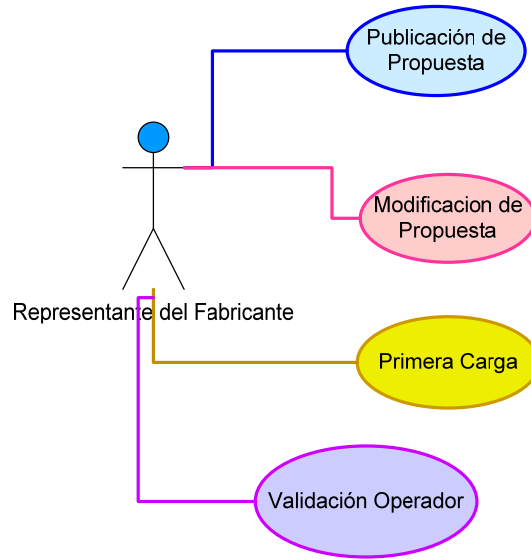 Publicación de
Propuesta
Modificacion de
Propuesta
Representante del Fabricante
Primera Carga
Validación Operador